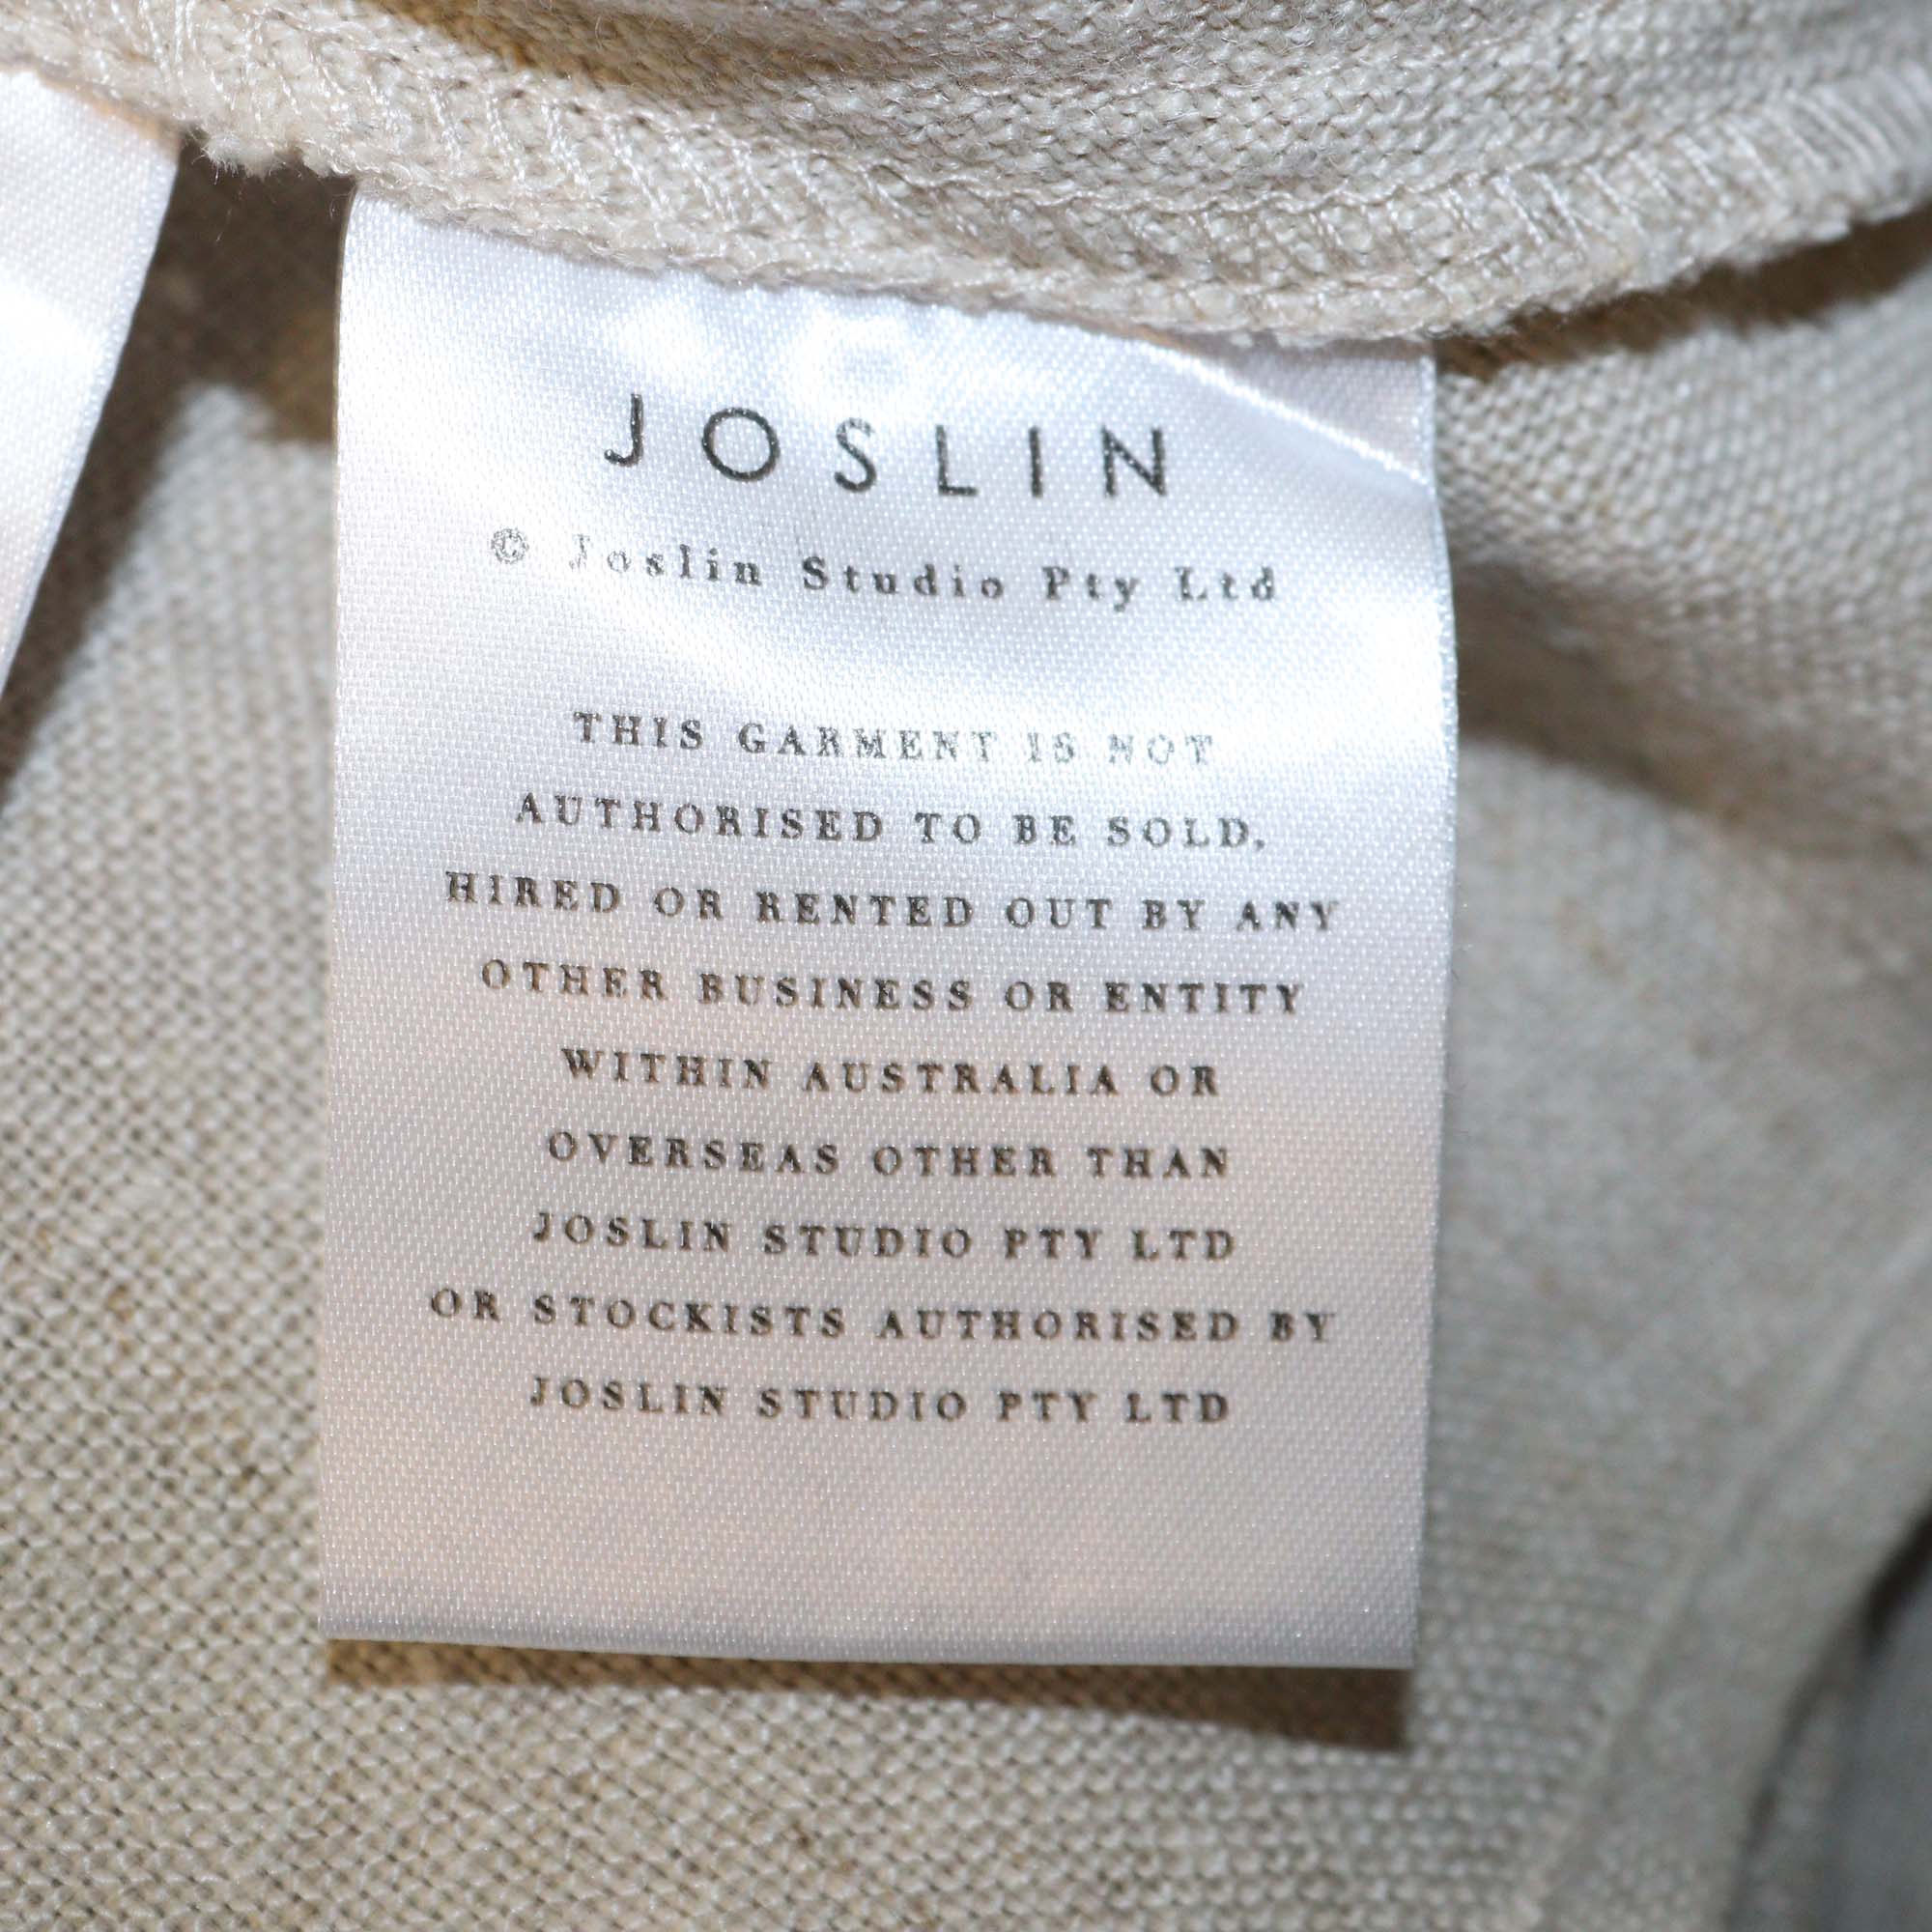 JOSLIN
© Joslin Studio Pty Ltd
THIS GARMENT IS NOT
AUTHORISED TO BE SOLD,
HIRED OR RENTED OUT BY ANY
OTHER BUSINESS OR ENTITY
WITHIN AUSTRALIA OR
OVERSEAS OTHER THAN
JOSLIN STUDIO PTY LTD
OR STOCKISTS AUTHORISED BY
JOSLIN STUDIO PTY LTD